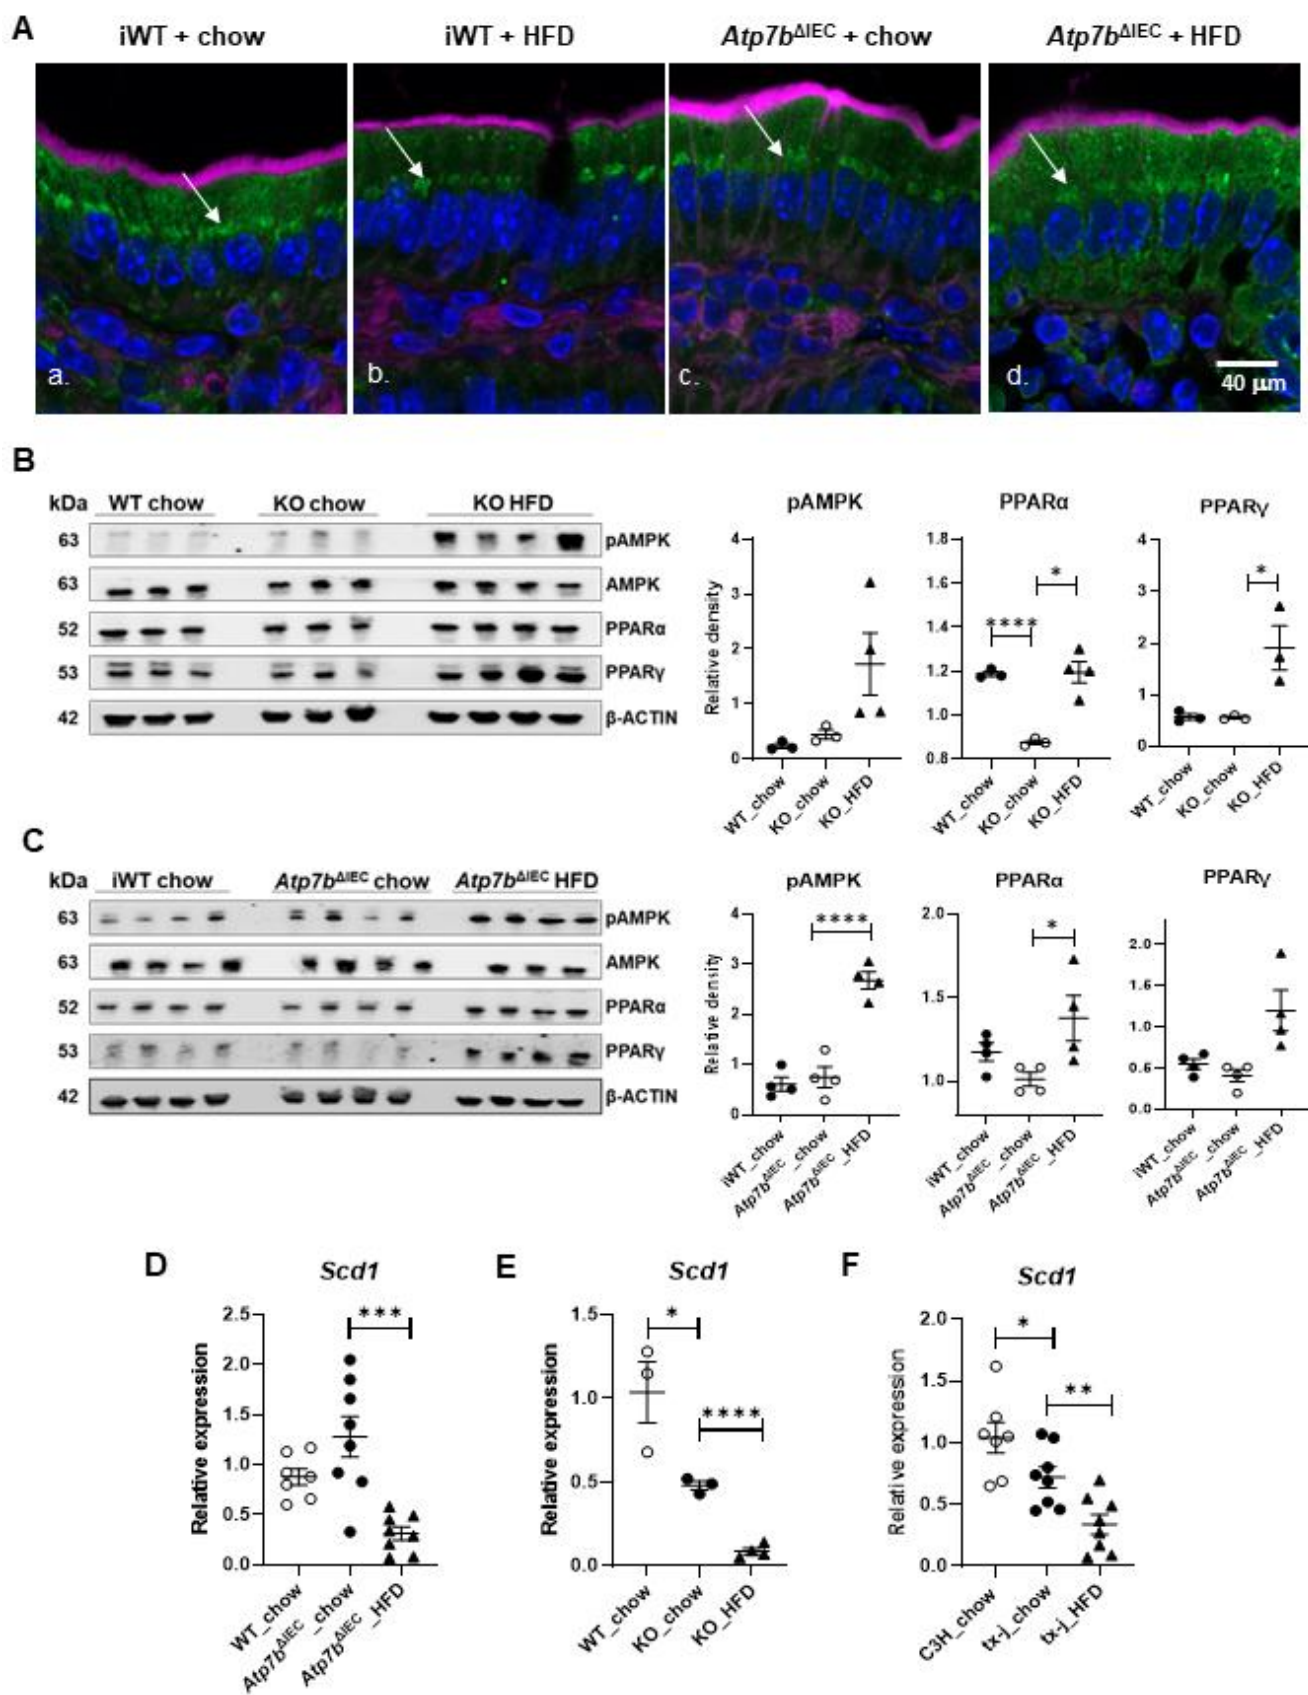 A
iWT + chow
iWT + HFD
Atp7bΔIEC + chow
Atp7bΔIEC + HFD
a.
b.
c.
d.
40 μm
B
kDa WT chow KO chow KO HFD
63 pAMPK
63 AMPK
52 PPARα
53 PPARγ
42 β-ACTIN
pAMPK
Relative density
4
3
2
1
0
WT_chow
KO_chow
KO_HFD
PPARα
1.8
1.6
1.4
1.2
1.0
0.8
****
*
WT_chow
KO_chow
KO_HFD
PPARγ
4
3
2
1
0
*
WT_chow
KO_chow
KO_HFD
C
kDa iWT chow Atp7bΔIEC chow Atp7bΔIEC HFD
63 pAMPK
63 AMPK
52 PPARα
53 PPARγ
42 β-ACTIN
pAMPK
Relative density
4
3
2
1
0
****
iWT_chow
Atp7bΔIEC_chow
Atp7bΔIEC_HFD
PPARα
2.0
1.5
1.0
*
iWT_chow
Atp7bΔIEC_chow
Atp7bΔIEC_HFD
PPARγ
2.0
1.6
1.0
0.6
0.0
iWT_chow
Atp7bΔIEC_chow
Atp7bΔIEC_HFD
D
Scd1
Relative expression
2.5
2.0
1.5
1.0
0.5
0.0
***
WT_chow
Atp7bΔIEC_chow
Atp7bΔIEC_HFD
E
Scd1
Relative expression
1.5
1.0
0.5
0.0
*
****
WT_chow
KO_chow
KO_HFD
F
Scd1
Relative expression
2.0
1.5
1.0
0.5
0.0
*
**
C3H_chow
tx-j_chow
tx-j_HFD